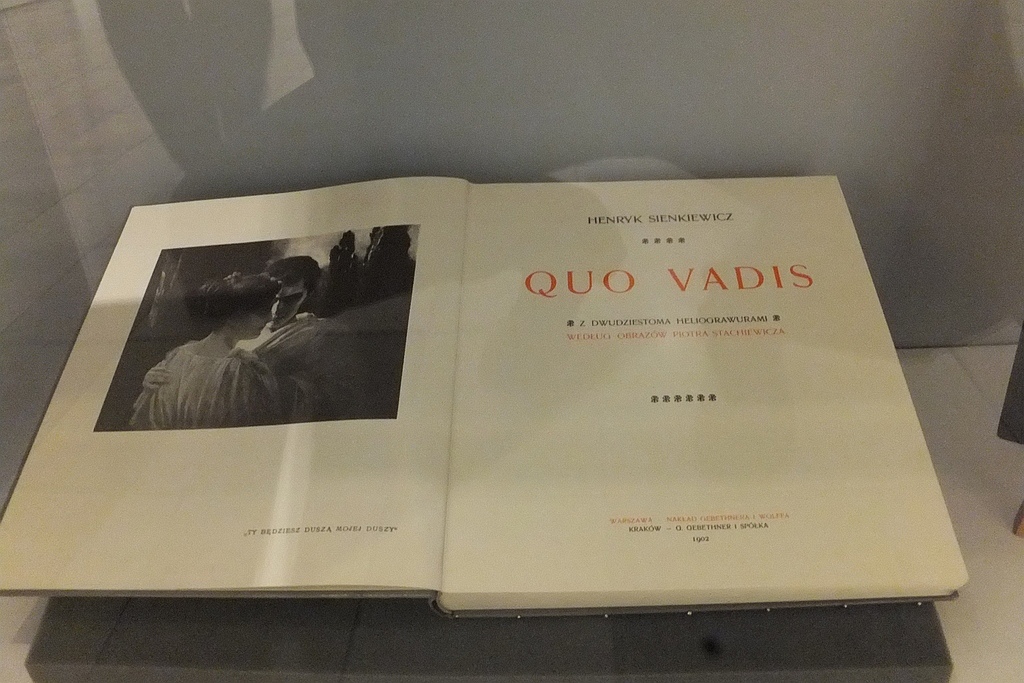 „TY BĘDZIESZ DUSZĄ MOJEJ DUSZY“
HENRYK SIENKIEWICZ
QUO VADIS
Z DWUDZIESTOMA HELIOGRAWURAMI
WEDŁUG OBRAZÓW PIOTRA STACHIEWICZA
WARSZAWA – NAKŁAD GEBETHNERA I WOLFFA
KRAKÓW – G. GEBETHNER I SPÓŁKA
1902